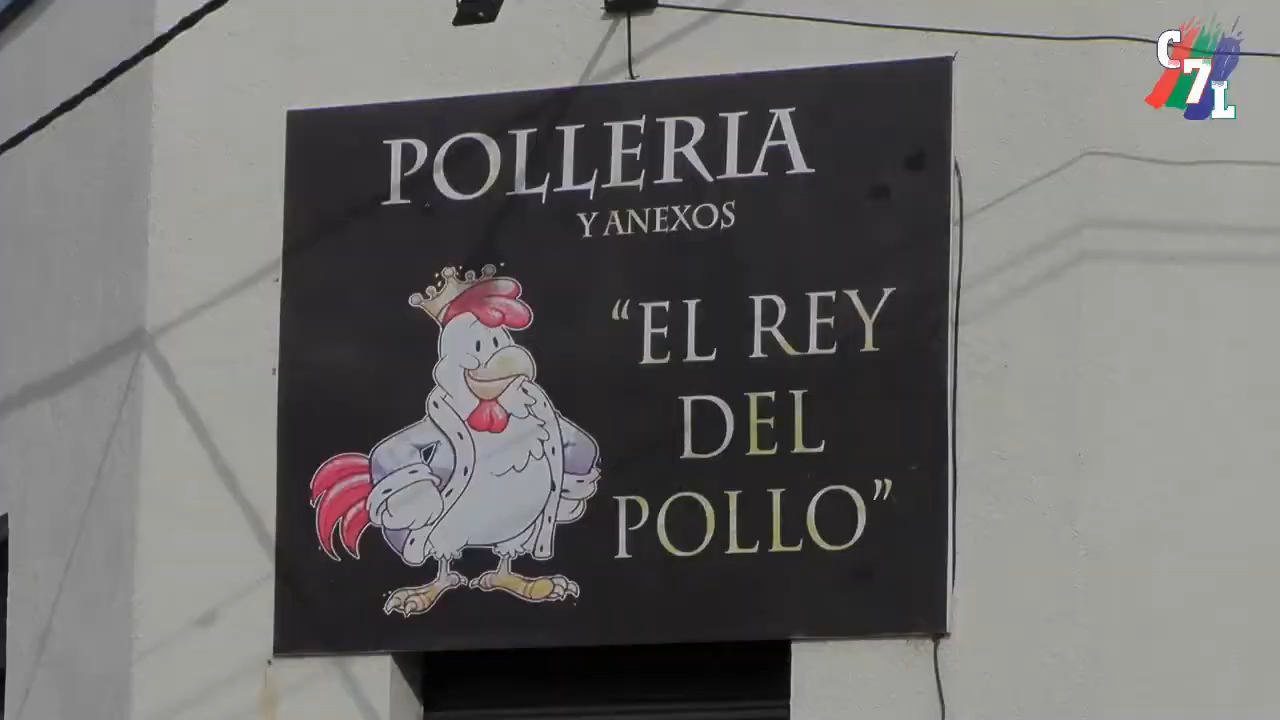 C7L
POLLERIA
Y ANEXOS
“EL REY
DEL
POLLO”